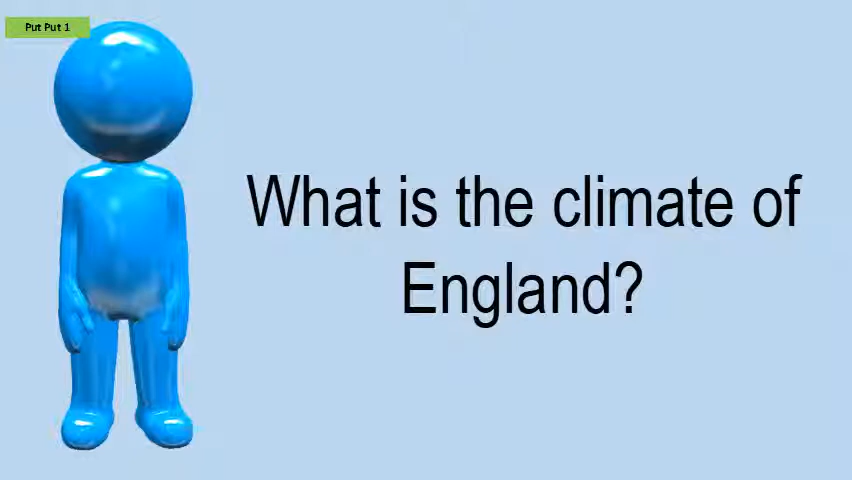 Put Put 1
What is the climate of
England?